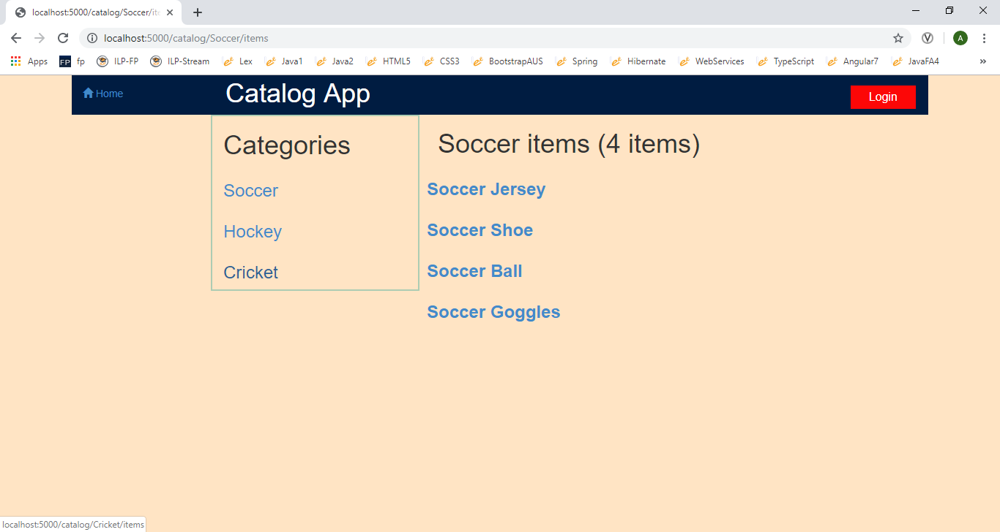 localhost:5000/catalog/Soccer/ite
localhost:5000/catalog/Soccer/items
A
Apps FP fp ILP-FP ILP-Stream Lex Java1 Java2 HTML5 CSS3 BootstrapAUS Spring Hibernate WebServices TypeScript Angular7 JavaFA4 »
Home Catalog App Login
Categories
Soccer
Hockey
Cricket
Soccer items (4 items)
Soccer Jersey
Soccer Shoe
Soccer Ball
Soccer Goggles
localhost:5000/catalog/Cricket/items